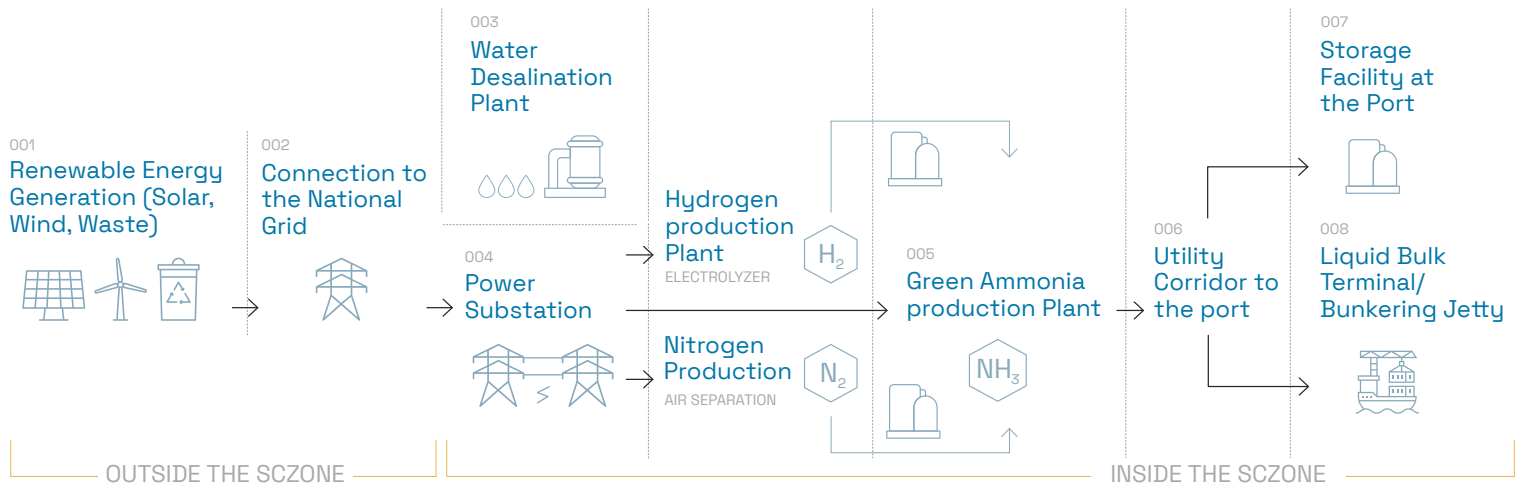 001
Renewable Energy
Generation (Solar,
Wind, Waste)
002
Connection to
the National
Grid
003
Water
Desalination
Plant
004
Power
Substation
Hydrogen
production
Plant
ELECTROLYZER
H2
Nitrogen
Production
AIR SEPARATION
N2
005
Green Ammonia
production Plant
NH3
006
Utility
Corridor to
the port
007
Storage
Facility at
the Port
008
Liquid Bulk
Terminal/
Bunkering Jetty
OUTSIDE THE SCZONE
INSIDE THE SCZONE